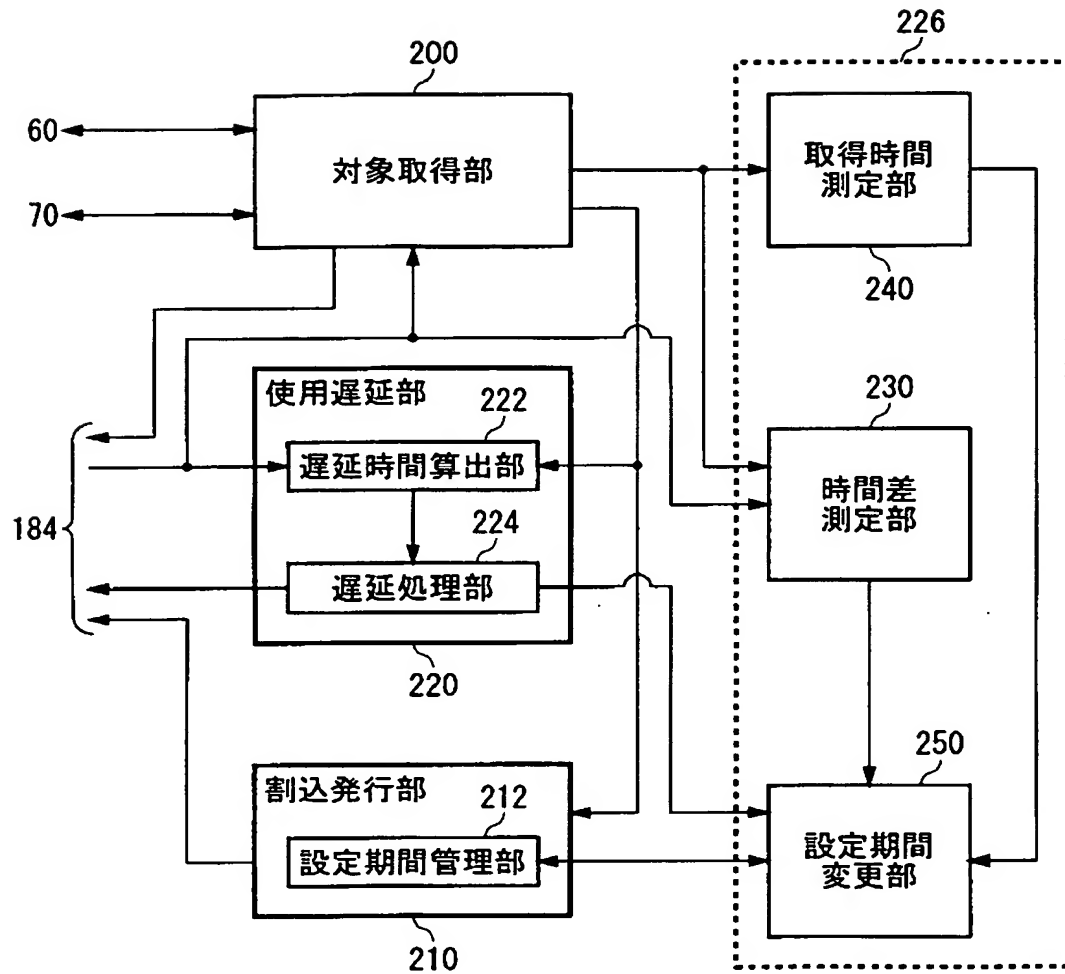 226
200
60
70
対象取得部
取得時間
測定部
240
使用遅延部
222
遅延時間算出部
224
遅延処理部
220
184
230
時間差
測定部
割込発行部
212
設定期間管理部
210
250
設定期間
変更部